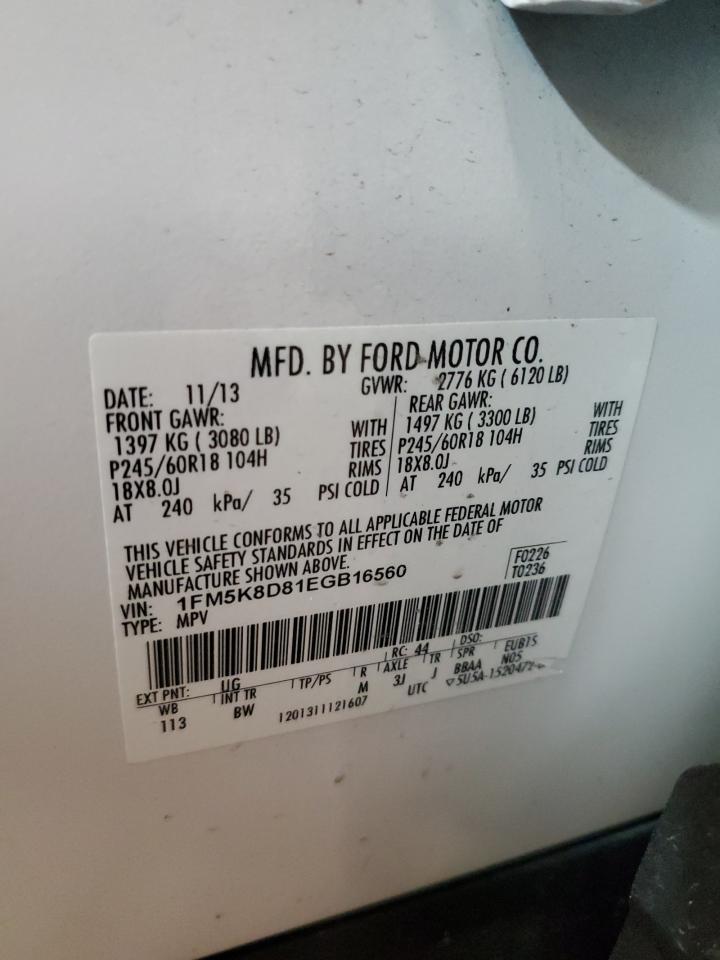 MFD. BY FORD MOTOR CO.
DATE: 11/13
GVWR: 2776 KG ( 6120 LB)
FRONT GAWR:
1397 KG ( 3080 LB) WITH
P245/60R18 104H TIRES
18X8.0J RIMS
AT 240 kPa/ 35 PSI COLD
REAR GAWR:
1497 KG ( 3300 LB) WITH
P245/60R18 104H TIRES
18X8.0J RIMS
AT 240 kPa/ 35 PSI COLD
THIS VEHICLE CONFORMS TO ALL APPLICABLE FEDERAL MOTOR
VEHICLE SAFETY STANDARDS IN EFFECT ON THE DATE OF
MANUFACTURE SHOWN ABOVE.
F0226
T0236
VIN: 1FM5K8D81EGB16560
TYPE: MPV
EXT PNT: UG RC: 44 DSO:
WB INT TR TP/PS R AXLE TR SPR EUB15
113 BW M 3J J BBAA N05
1201311121607 UTC ▽5U5A-1520472-